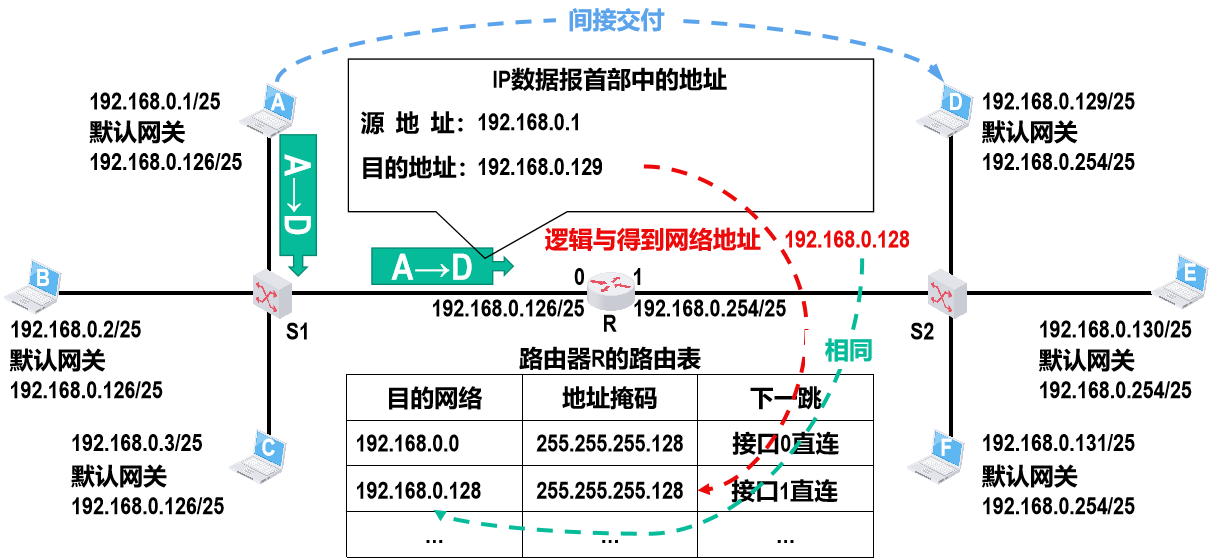 间接交付
IP数据报首部中的地址
源 地 址：192.168.0.1
目的地址：192.168.0.129
A
192.168.0.1/25
默认网关
192.168.0.126/25
D
192.168.0.129/25
默认网关
192.168.0.254/25
A→D
A→D
逻辑与得到网络地址 192.168.0.128
B
192.168.0.2/25
默认网关
192.168.0.126/25
S1
0
1
192.168.0.126/25
R
192.168.0.254/25
S2
E
192.168.0.130/25
默认网关
192.168.0.254/25
相同
C
192.168.0.3/25
默认网关
192.168.0.126/25
F
192.168.0.131/25
默认网关
192.168.0.254/25
路由器R的路由表
目的网络 地址掩码 下一跳
192.168.0.0 255.255.255.128 接口0直连
192.168.0.128 255.255.255.128 接口1直连
… … …